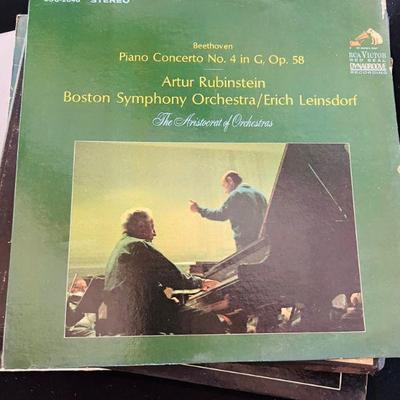 STEREO
Beethoven
Piano Concerto No. 4 in G, Op. 58
Artur Rubinstein
Boston Symphony Orchestra/Erich Leinsdorf
The Aristocrat of Orchestras
RCA VICTOR
RED SEAL
DYNAGROOVE
RECORDING